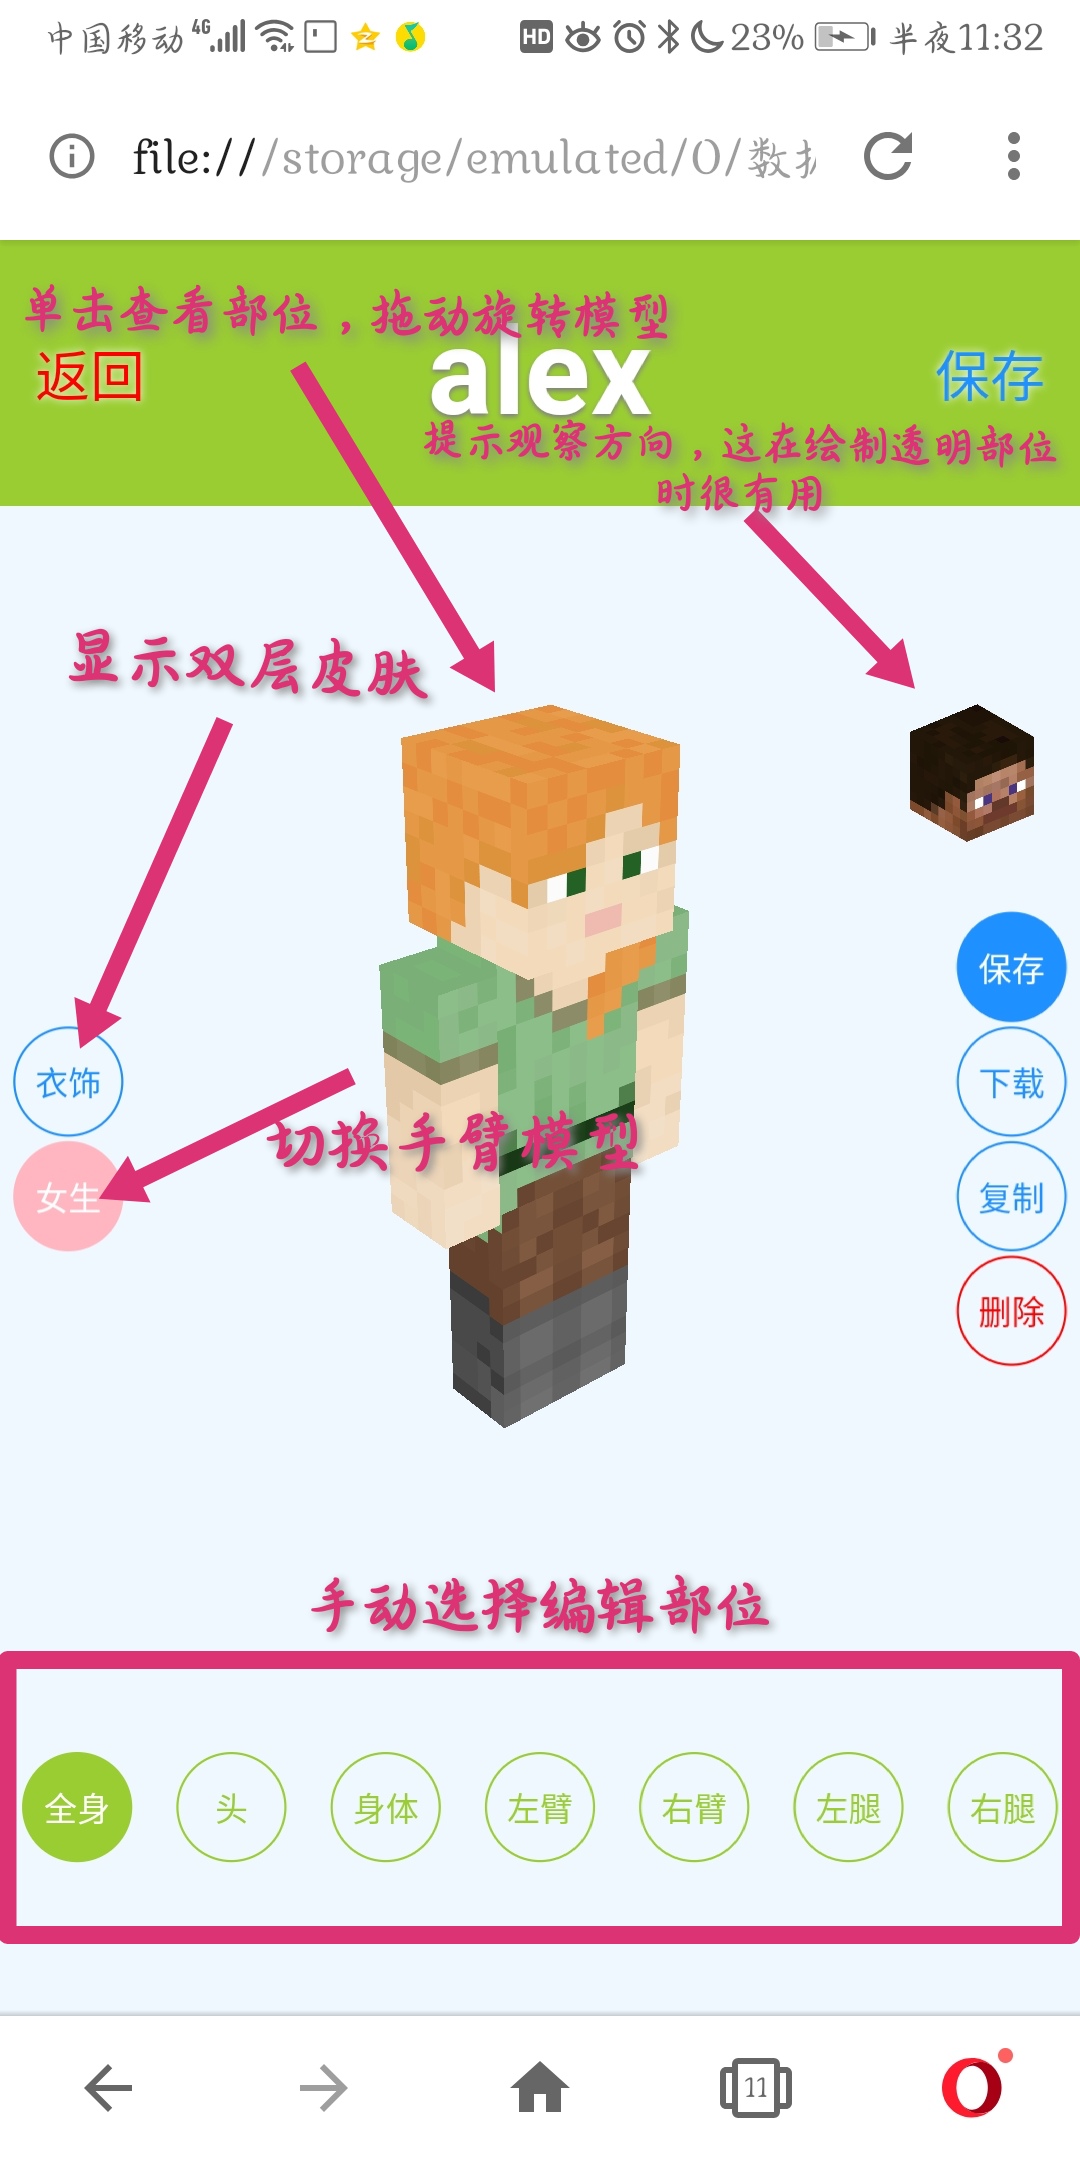 中国移动 4G HD 23% 半夜11:32
file:///storage/emulated/0/数
单击查看部位，拖动旋转模型
返回 alex 保存
提示观察方向，这在绘制透明部位
时很有用
显示双层皮肤
保存
衣饰 下载
切换手臂模型
女生 复制
删除
手动选择编辑部位
全身 头 身体 左臂 右臂 左腿 右腿
11